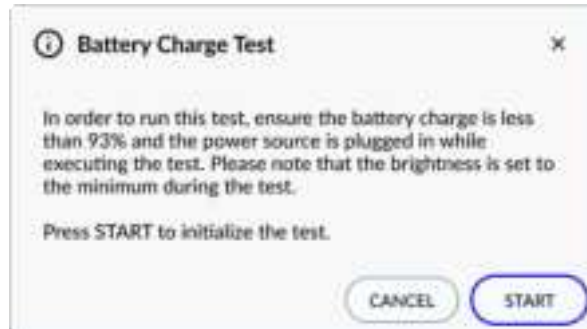 Battery Charge Test
In order to run this test, ensure the battery charge is less
than 93% and the power source is plugged in while
executing the test. Please note that the brightness is set to
the minimum during the test.
Press START to initialize the test.
CANCEL
START